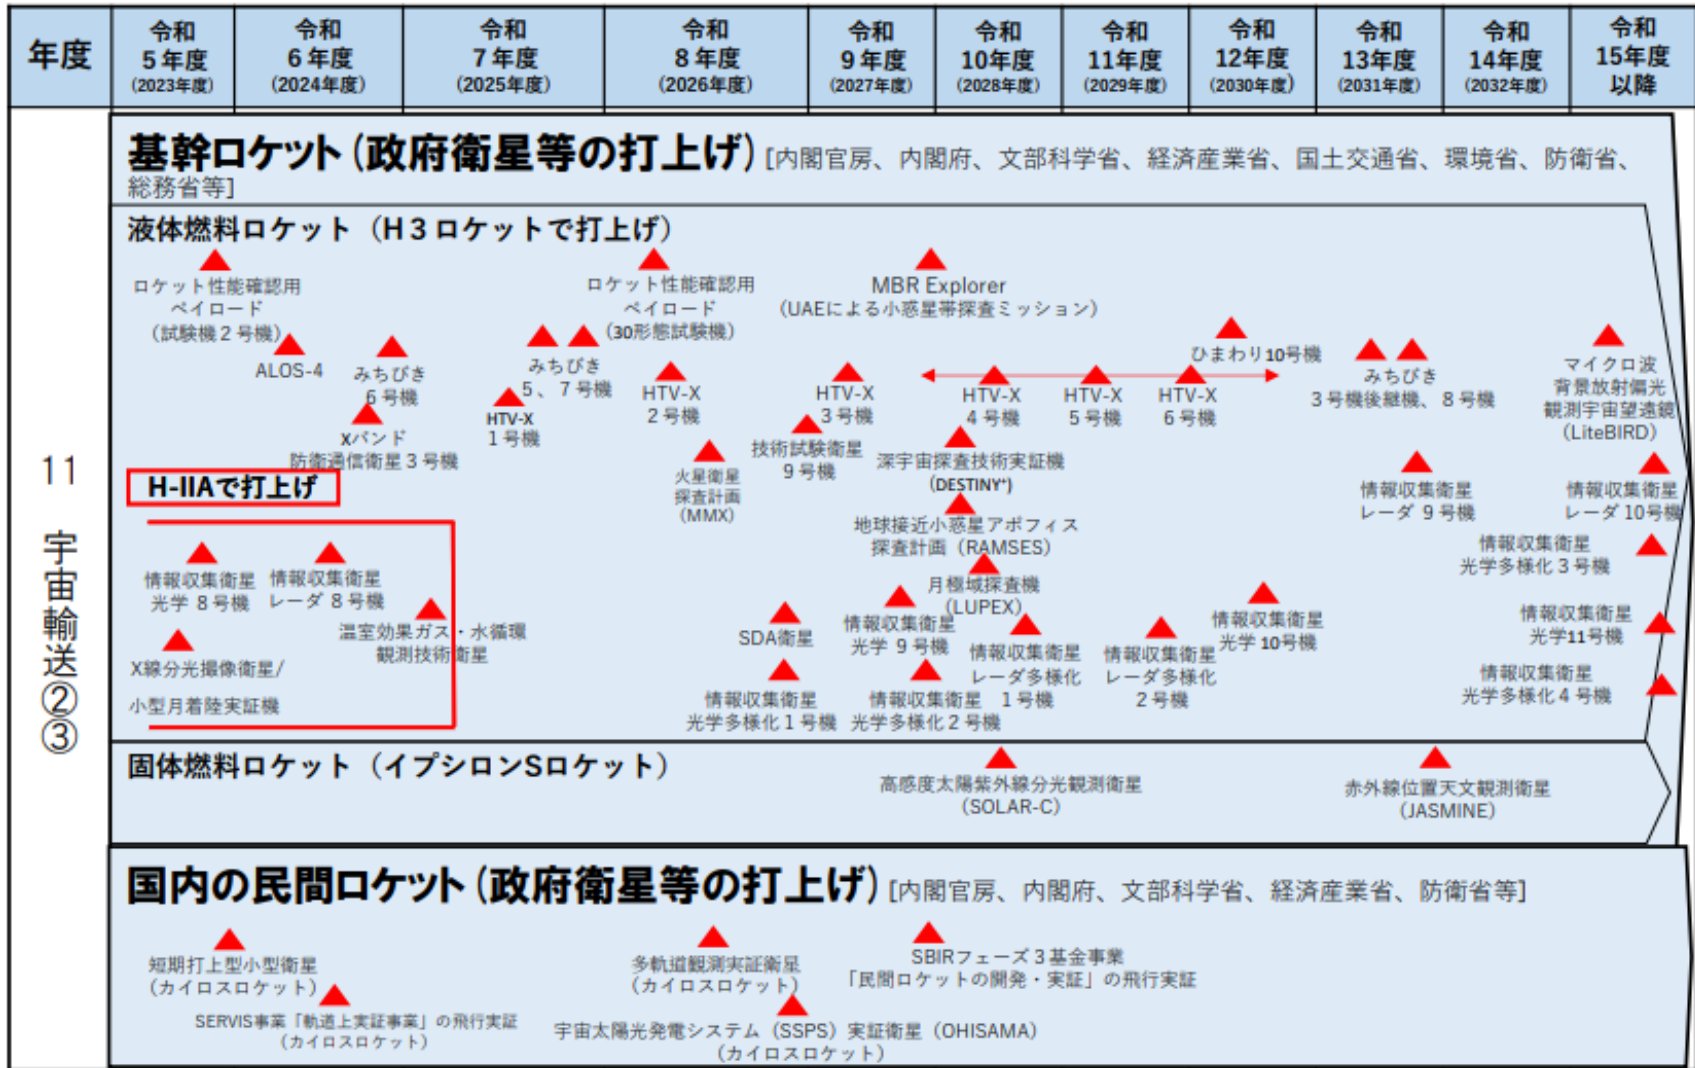 年度
令和
5年度
(2023年度)
令和
6年度
(2024年度)
令和
7年度
(2025年度)
令和
8年度
(2026年度)
令和
9年度
(2027年度)
令和
10年度
(2028年度)
令和
11年度
(2029年度)
令和
12年度
(2030年度)
令和
13年度
(2031年度)
令和
14年度
(2032年度)
令和
15年度
以降
11 宇宙輸送②③
基幹ロケット(政府衛星等の打上げ)[内閣官房、内閣府、文部科学省、経済産業省、国土交通省、環境省、防衛省、
総務省等]
液体燃料ロケット(H3ロケットで打上げ)
ロケット性能確認用
ペイロード
(試験機2号機)
ロケット性能確認用
ペイロード
(30形態試験機)
MBR Explorer
(UAEによる小惑星帯探査ミッション)
ALOS-4
みちびき
6号機
みちびき
5、7号機
ひまわり10号機
みちびき
3号機後継機、8号機
マイクロ波
背景放射偏光
観測宇宙望遠鏡
(LiteBIRD)
HTV-X
1号機
HTV-X
2号機
HTV-X
3号機
HTV-X
4号機
HTV-X
5号機
HTV-X
6号機
Xバンド
防衛通信衛星3号機
火星衛星
探査計画
(MMX)
技術試験衛星
9号機
深宇宙探査技術実証機
(DESTINY⁺)
地球接近小惑星アポフィス
探査計画(RAMSES)
月極域探査機
(LUPEX)
情報収集衛星
レーダ9号機
情報収集衛星
レーダ10号機
情報収集衛星
光学多様化3号機
H-IIAで打上げ
情報収集衛星
光学8号機
情報収集衛星
レーダ8号機
温室効果ガス・水循環
観測技術衛星
X線分光撮像衛星/
小型月着陸実証機
SDA衛星
情報収集衛星
光学多様化1号機
情報収集衛星
光学9号機
情報収集衛星
光学多様化2号機
情報収集衛星
レーダ多様化
1号機
情報収集衛星
レーダ多様化
2号機
情報収集衛星
光学10号機
情報収集衛星
光学11号機
情報収集衛星
光学多様化4号機
固体燃料ロケット(イプシロンSロケット)
高感度太陽紫外線分光観測衛星
(SOLAR-C)
赤外線位置天文観測衛星
(JASMINE)
国内の民間ロケット(政府衛星等の打上げ)[内閣官房、内閣府、文部科学省、経済産業省、防衛省等]
短期打上型小型衛星
(カイロスロケット)
SERVIS事業「軌道上実証事業」の飛行実証
(カイロスロケット)
多軌道観測実証衛星
(カイロスロケット)
宇宙太陽光発電システム(SSPS)実証衛星(OHISAMA)
(カイロスロケット)
SBIRフェーズ3基金事業
「民間ロケットの開発・実証」の飛行実証